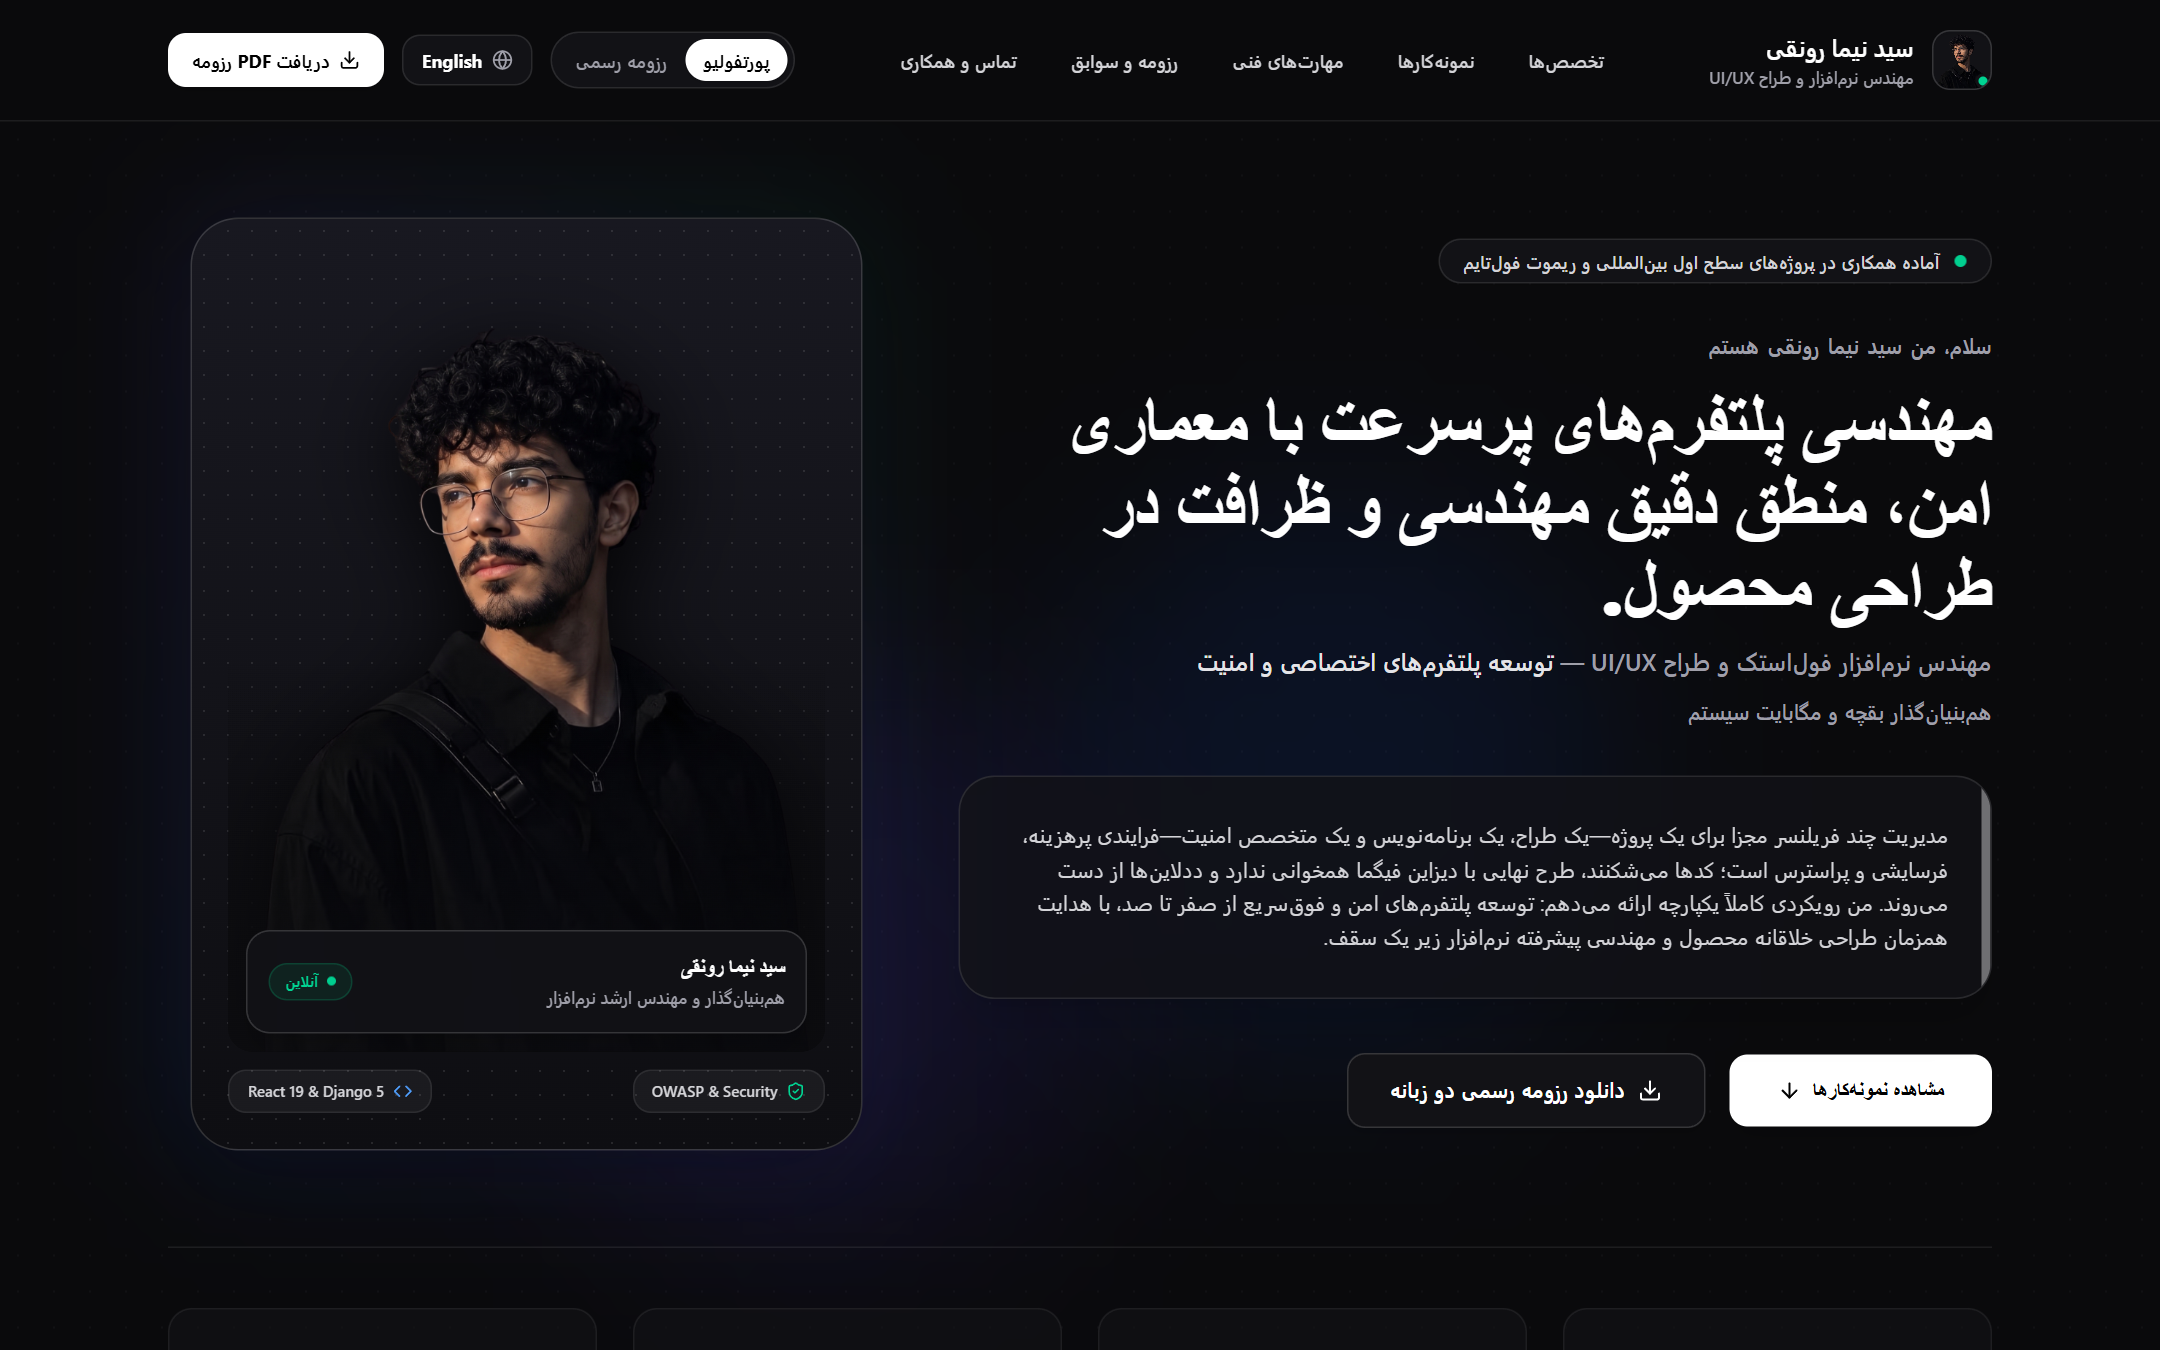 سید نیما رونقی
مهندس نرم‌افزار و طراح UI/UX
تخصص‌ها
نمونه‌کارها
مهارت‌های فنی
رزومه و سوابق
تماس و همکاری
پورتفولیو
رزومه رسمی
English
دریافت PDF رزومه
آماده همکاری در پروژه‌های سطح اول بین‌المللی و ریموت فول‌تایم
سلام، من سید نیما رونقی هستم
مهندسی پلتفرم‌های پرسرعت با معماری
امن، منطق دقیق مهندسی و ظرافت در
طراحی محصول.
مهندس نرم‌افزار فول‌استک و طراح UI/UX — توسعه پلتفرم‌های اختصاصی و امنیت
هم‌بنیان‌گذار بقچه و مگابایت سیستم
مدیریت چند فریلنسر مجزا برای یک پروژه—یک طراح، یک برنامه‌نویس و یک متخصص امنیت—فرایندی پرهزینه،
فرسایشی و پراسترس است؛ کدها می‌شکنند، طرح نهایی با دیزاین فیگما همخوانی ندارد و ددلاین‌ها از دست
می‌روند. من رویکردی کاملاً یکپارچه ارائه می‌دهم: توسعه پلتفرم‌های امن و فوق‌سریع از صفر تا صد، با هدایت
همزمان طراحی خلاقانه محصول و مهندسی پیشرفته نرم‌افزار زیر یک سقف.
مشاهده نمونه‌کارها
دانلود رزومه رسمی دو زبانه
سید نیما رونقی
هم‌بنیان‌گذار و مهندس ارشد نرم‌افزار
آنلاین
OWASP & Security
React 19 & Django 5